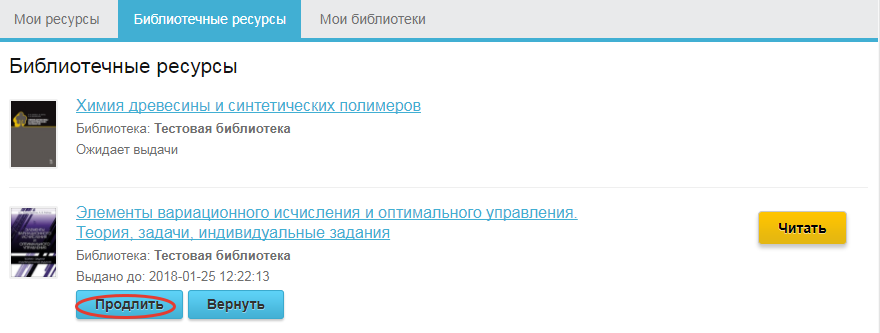 Мои ресурсы Библиотечные ресурсы Мои библиотеки
Библиотечные ресурсы
Химия древесины и синтетических полимеров
Библиотека: Тестовая библиотека
Ожидает выдачи
Элементы вариационного исчисления и оптимального управления.
Теория, задачи, индивидуальные задания
Читать
Библиотека: Тестовая библиотека
Выдано до: 2018-01-25 12:22:13
Продлить Вернуть